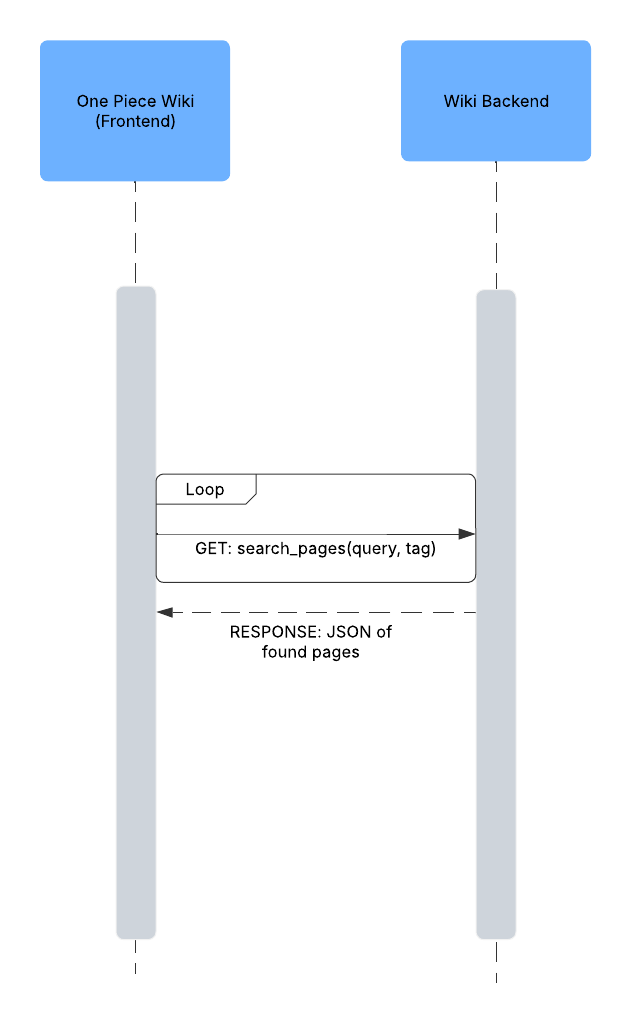 One Piece Wiki
(Frontend)
Wiki Backend
Loop
GET: search_pages(query, tag)
RESPONSE: JSON of
found pages